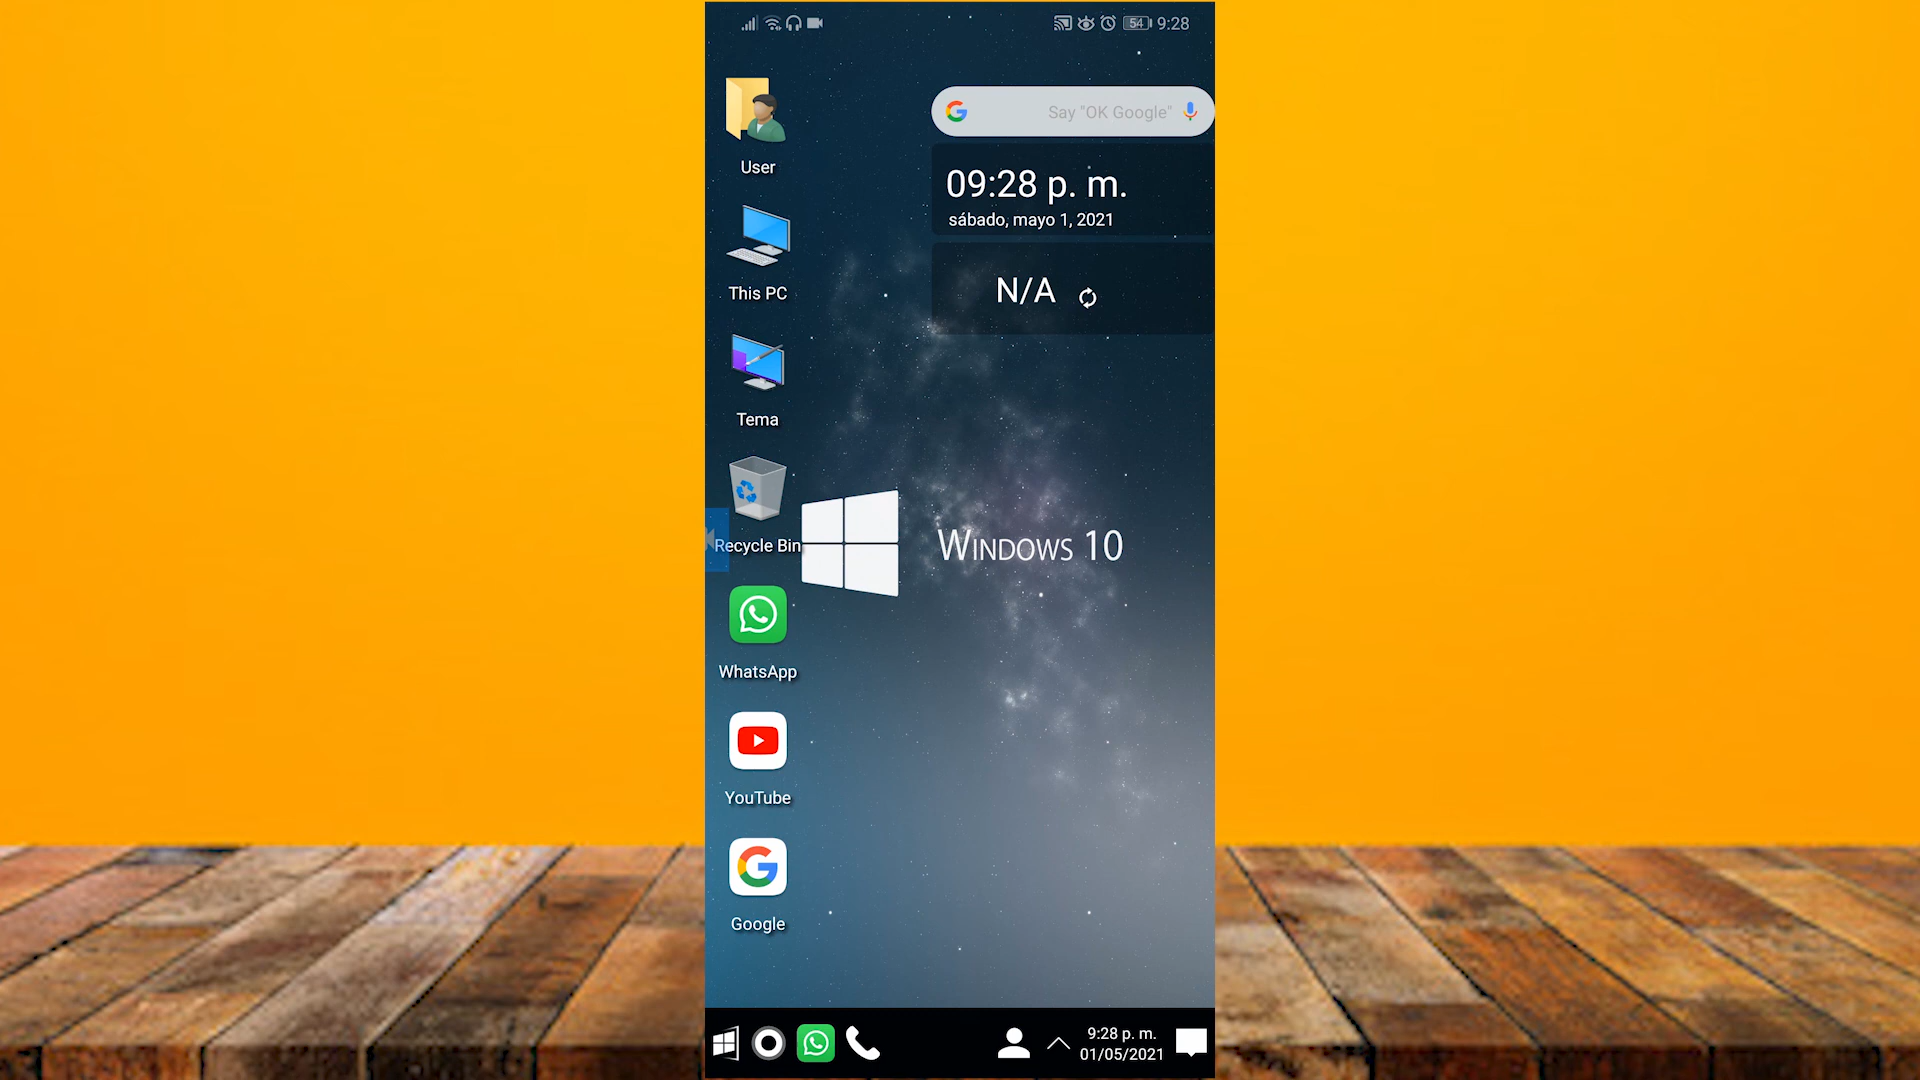 54 9:28
User
Say "OK Google"
09:28 p. m.
sábado, mayo 1, 2021
This PC
N/A
Tema
Recycle Bin
WINDOWS 10
WhatsApp
YouTube
Google
9:28 p. m.
01/05/2021